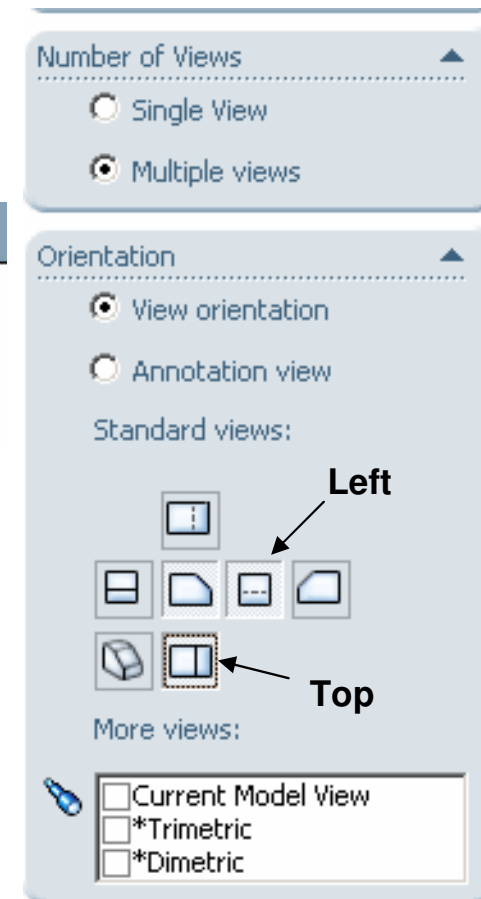 Number of Views
Single View
Multiple views
Orientation
View orientation
Annotation view
Standard views:
Left
Top
More views:
Current Model View
*Trimetric
*Dimetric